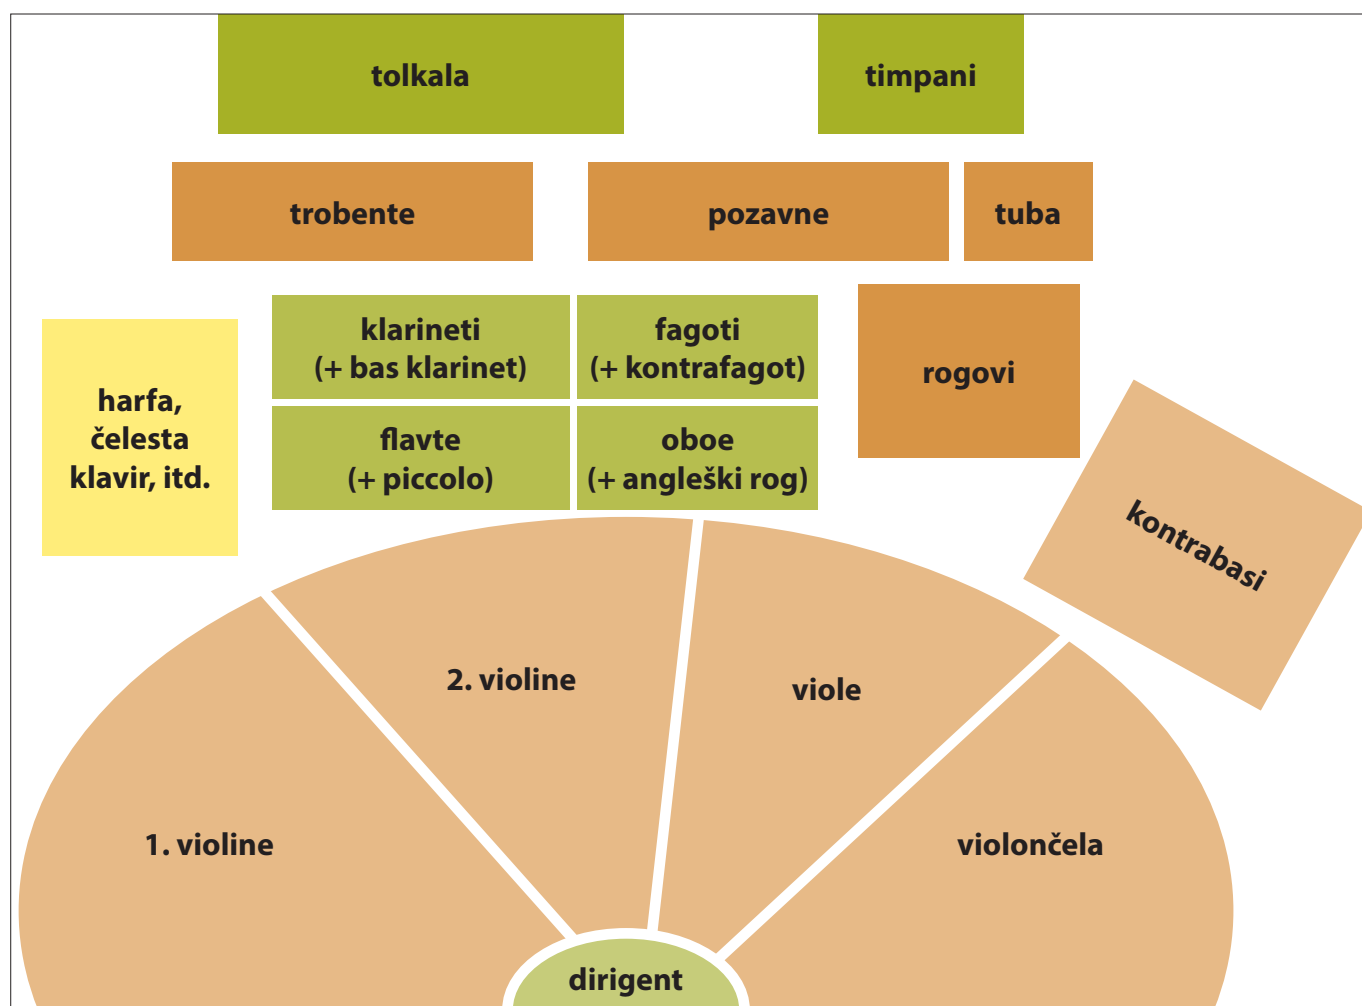 tolkala
timpani
trobente
pozavne
tuba
klarineti
(+ bas klarinet)
fagoti
(+ kontrafagot)
rogovi
harfa,
čelesta
klavir, itd.
flavte
(+ piccolo)
oboe
(+ angleški rog)
kontrabasi
2. violine
viole
1. violine
violončela
dirigent